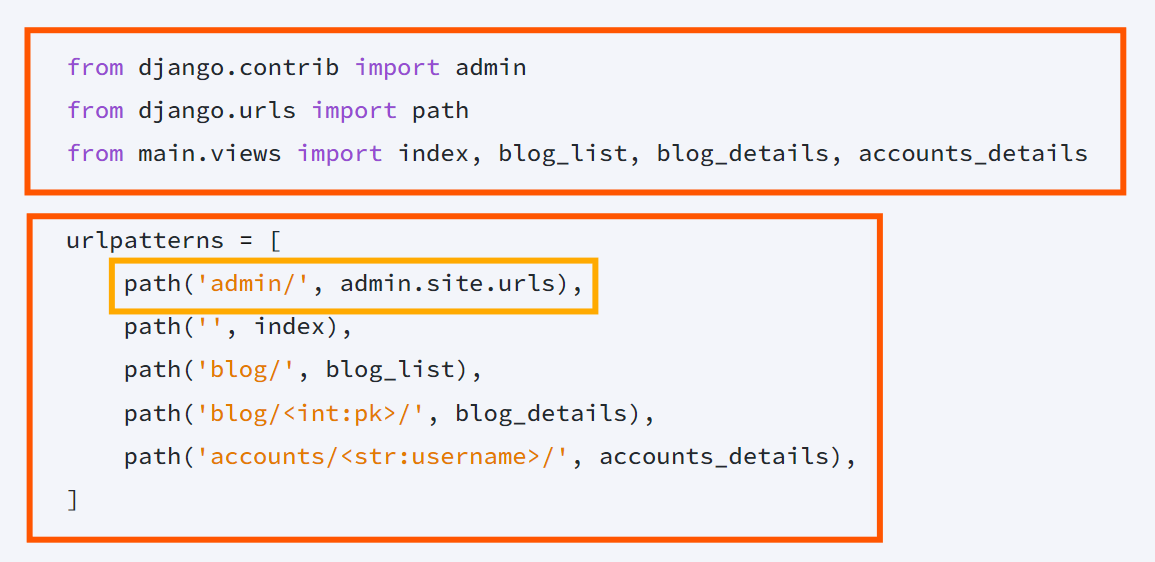 from django.contrib import admin
from django.urls import path
from main.views import index, blog_list, blog_details, accounts_details
urlpatterns = [
    path('admin/', admin.site.urls),
    path('', index),
    path('blog/', blog_list),
    path('blog/<int:pk>/', blog_details),
    path('accounts/<str:username>/', accounts_details),
]